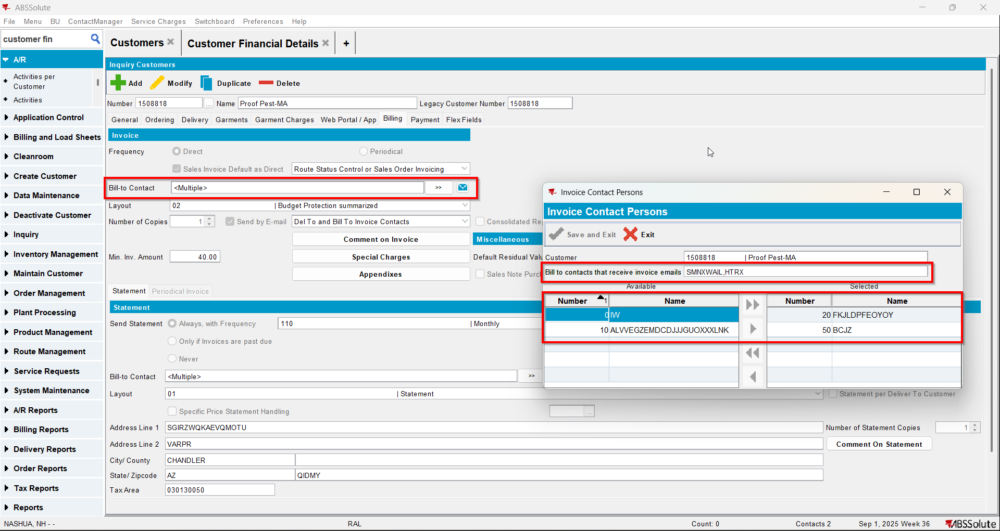 ABSSolute
File Menu BU ContactManager Service Charges Switchboard Preferences Help
customer fin
Customers
Customer Financial Details
+
A/R
Activities per
Customer
Activities
Application Control
Billing and Load Sheets
Cleanroom
Create Customer
Data Maintenance
Deactivate Customer
Inquiry
Inventory Management
Maintain Customer
Order Management
Plant Processing
Product Management
Route Management
Service Requests
System Maintenance
A/R Reports
Billing Reports
Delivery Reports
Order Reports
Tax Reports
Reports
Inquiry Customers
Add Modify Duplicate Delete
Number 1508818 ... Name Proof Pest-MA Legacy Customer Number 1508818
General Ordering Delivery Garments Garment Charges Web Portal / App Billing Payment Flex Fields
Invoice
Frequency Direct Periodical
Sales Invoice Default as Direct Route Status Control or Sales Order Invoicing
Bill-to Contact <Multiple> >>
Layout 02 | Budget Protection summarized
Number of Copies 1 Send by E-mail Del To and Bill To Invoice Contacts Consolidated Re
Comment on Invoice Miscellaneous
Min. Inv. Amount 40.00 Special Charges Default Residual Valu
Appendixes Sales Note Purc
Statement Periodical Invoice
Statement
Send Statement Always, with Frequency 110 | Monthly
Only if Invoices are past due
Never
Bill-to Contact <Multiple> >>
Layout 01 | Statement Statement per Deliver To Customer
Specific Price Statement Handling ...
Address Line 1 SGIRZWQKAEVQMOTU Number of Statement Copies 1
Address Line 2 VARPR Comment On Statement
City/ County CHANDLER
State/ Zipcode AZ QIDMY
Tax Area 030130050
Invoice Contact Persons
Invoice Contact Persons
Save and Exit Exit
Customer 1508818 | Proof Pest-MA
Bill to contacts that receive invoice emails SMNXWAIL,HTRX
Available Selected
Number 1 Name Number Name
0 IW 20 FKJLDPFEOYOY
10 ALVVEGZEMDCDJJJGUOXXXLNK 50 BCJZ
NASHUA, NH - - RAL Count: 0 Contacts 2 Sep 1, 2025 Week 36 ABSSolute